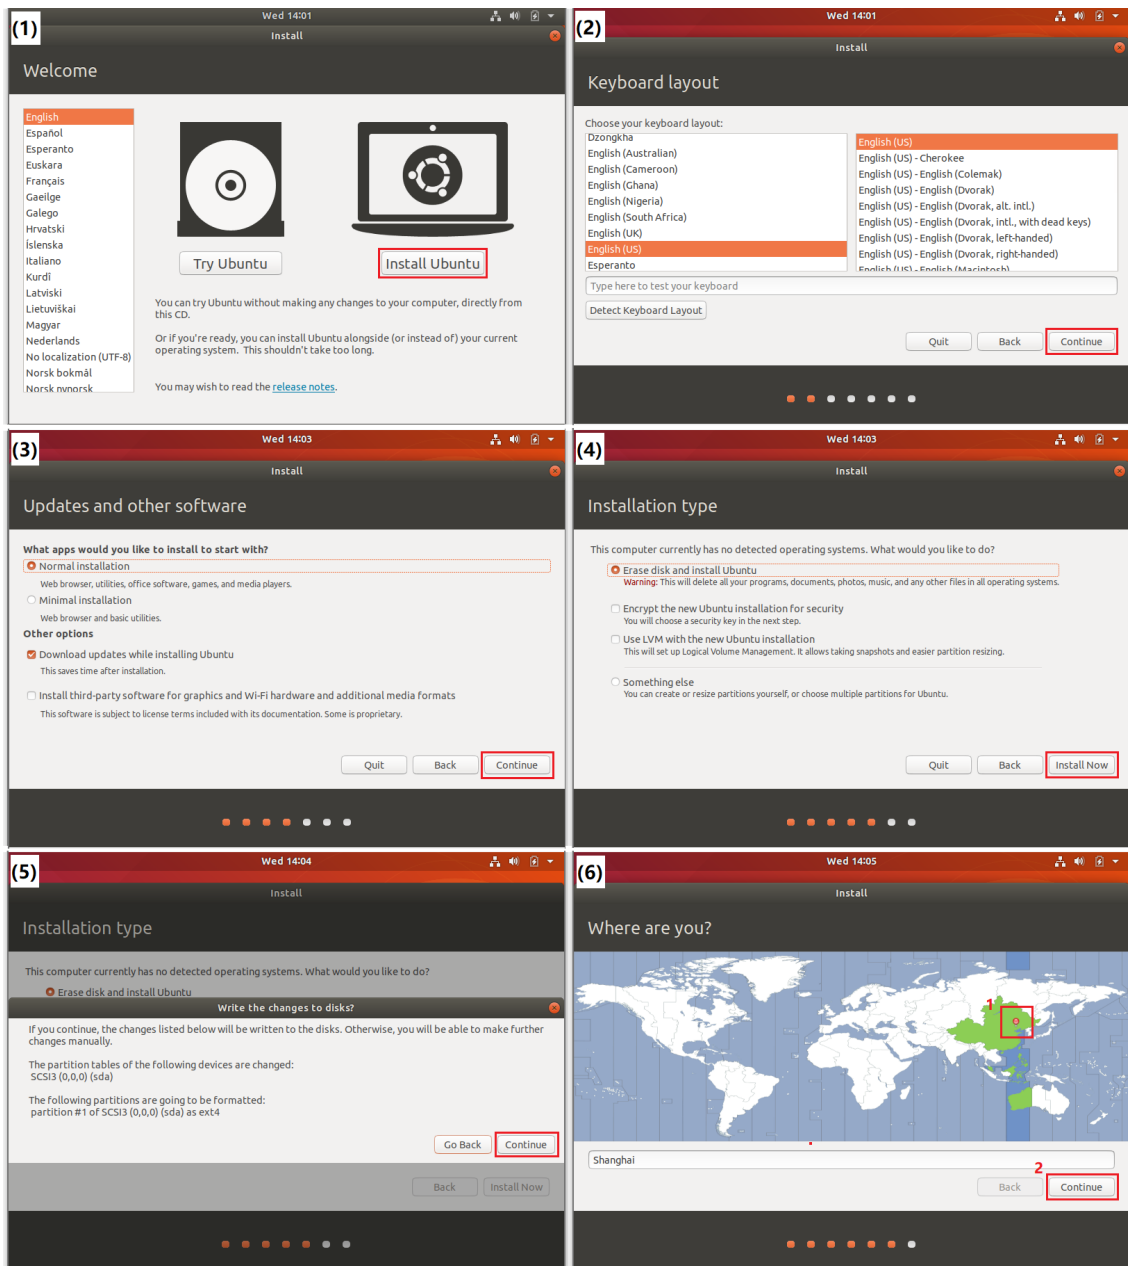 (1)
Wed 14:01
Install
Welcome
English
Español
Esperanto
Euskara
Français
Gaeilge
Galego
Hrvatski
Íslenska
Italiano
Kurdî
Latviski
Lietuviškai
Magyar
Nederlands
No localization (UTF-8)
Norsk bokmål
Norsk nynorsk
Try Ubuntu
Install Ubuntu
You can try Ubuntu without making any changes to your computer, directly from
this CD.
Or if you're ready, you can install Ubuntu alongside (or instead of) your current
operating system. This shouldn't take too long.
You may wish to read the release notes.
(2)
Wed 14:01
Install
Keyboard layout
Choose your keyboard layout:
Dzongkha
English (Australian)
English (Cameroon)
English (Ghana)
English (Nigeria)
English (South Africa)
English (UK)
English (US)
Esperanto
English (US)
English (US) - Cherokee
English (US) - English (Colemak)
English (US) - English (Dvorak)
English (US) - English (Dvorak, alt. intl.)
English (US) - English (Dvorak, intl., with dead keys)
English (US) - English (Dvorak, left-handed)
English (US) - English (Dvorak, right-handed)
English (US) - English (Macintosh)
Type here to test your keyboard
Detect Keyboard Layout
Quit
Back
Continue
(3)
Wed 14:03
Install
Updates and other software
What apps would you like to install to start with?
Normal installation
Web browser, utilities, office software, games, and media players.
Minimal installation
Web browser and basic utilities.
Other options
Download updates while installing Ubuntu
This saves time after installation.
Install third-party software for graphics and Wi-Fi hardware and additional media formats
This software is subject to license terms included with its documentation. Some is proprietary.
Quit
Back
Continue
(4)
Wed 14:03
Install
Installation type
This computer currently has no detected operating systems. What would you like to do?
Erase disk and install Ubuntu
Warning: This will delete all your programs, documents, photos, music, and any other files in all operating systems.
Encrypt the new Ubuntu installation for security
You will choose a security key in the next step.
Use LVM with the new Ubuntu installation
This will set up Logical Volume Management. It allows taking snapshots and easier partition resizing.
Something else
You can create or resize partitions yourself, or choose multiple partitions for Ubuntu.
Quit
Back
Install Now
(5)
Wed 14:04
Install
Installation type
This computer currently has no detected operating systems. What would you like to do?
Erase disk and install Ubuntu
Write the changes to disks?
If you continue, the changes listed below will be written to the disks. Otherwise, you will be able to make further
changes manually.
The partition tables of the following devices are changed:
SCSI3 (0,0,0) (sda)
The following partitions are going to be formatted:
partition #1 of SCSI3 (0,0,0) (sda) as ext4
Go Back
Continue
Back
Install Now
(6)
Wed 14:05
Install
Where are you?
1
Shanghai
2
Back
Continue